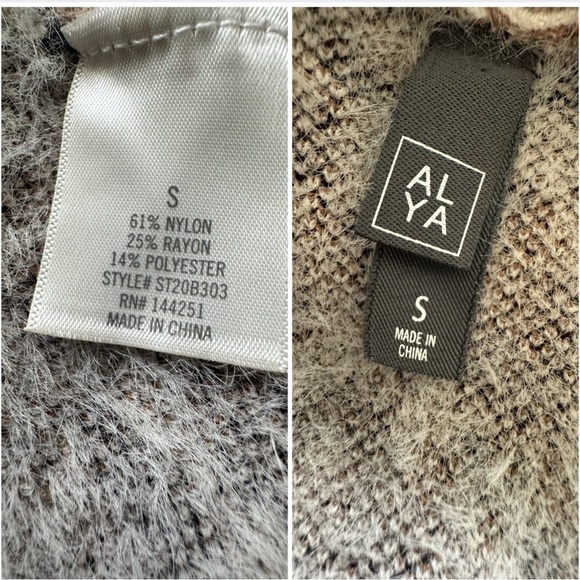 S
61% NYLON
25% RAYON
14% POLYESTER
STYLE# ST20B303
RN# 144251
MADE IN CHINA
AL
YA
S
MADE IN
CHINA